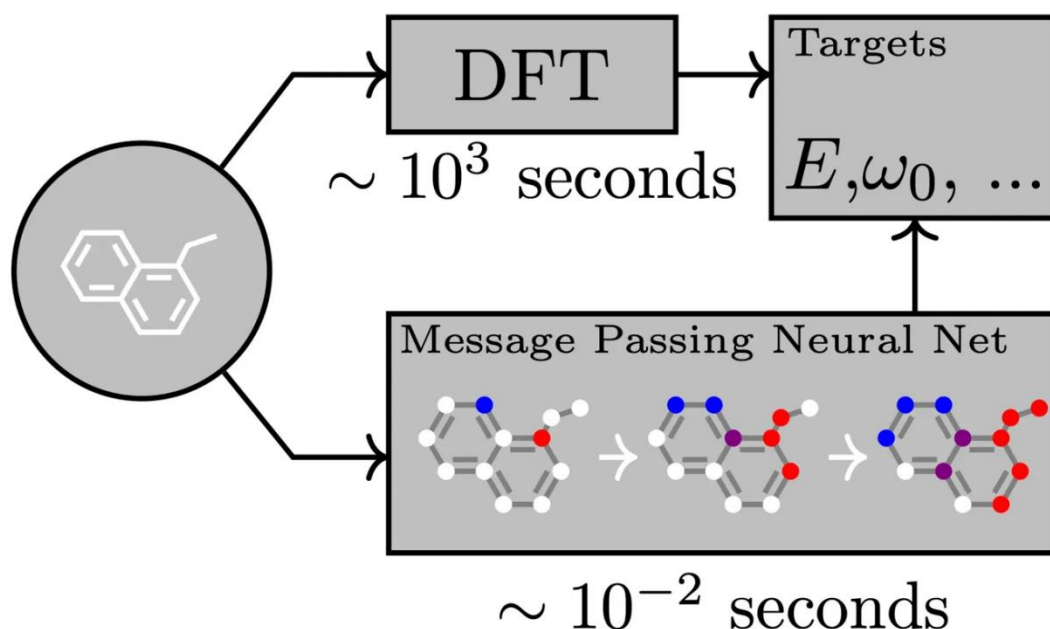 DFT
~ 10³ seconds
Targets
E,ω₀, ...
Message Passing Neural Net
~ 10⁻² seconds